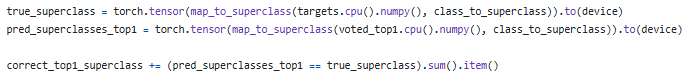 true_superclass = torch.tensor(map_to_superclass(targets.cpu().numpy(), class_to_superclass)).to(device)
pred_superclasses_top1 = torch.tensor(map_to_superclass(voted_top1.cpu().numpy(), class_to_superclass)).to(device)
correct_top1_superclass += (pred_superclasses_top1 == true_superclass).sum().item()